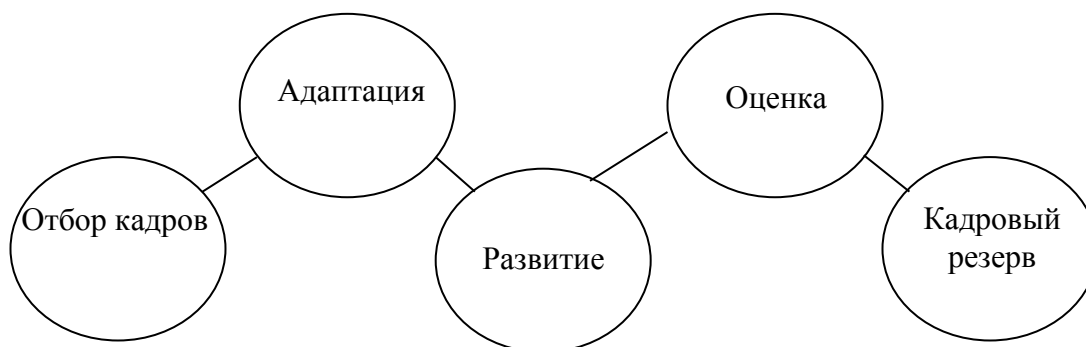 Отбор кадров
Адаптация
Развитие
Оценка
Кадровый
резерв